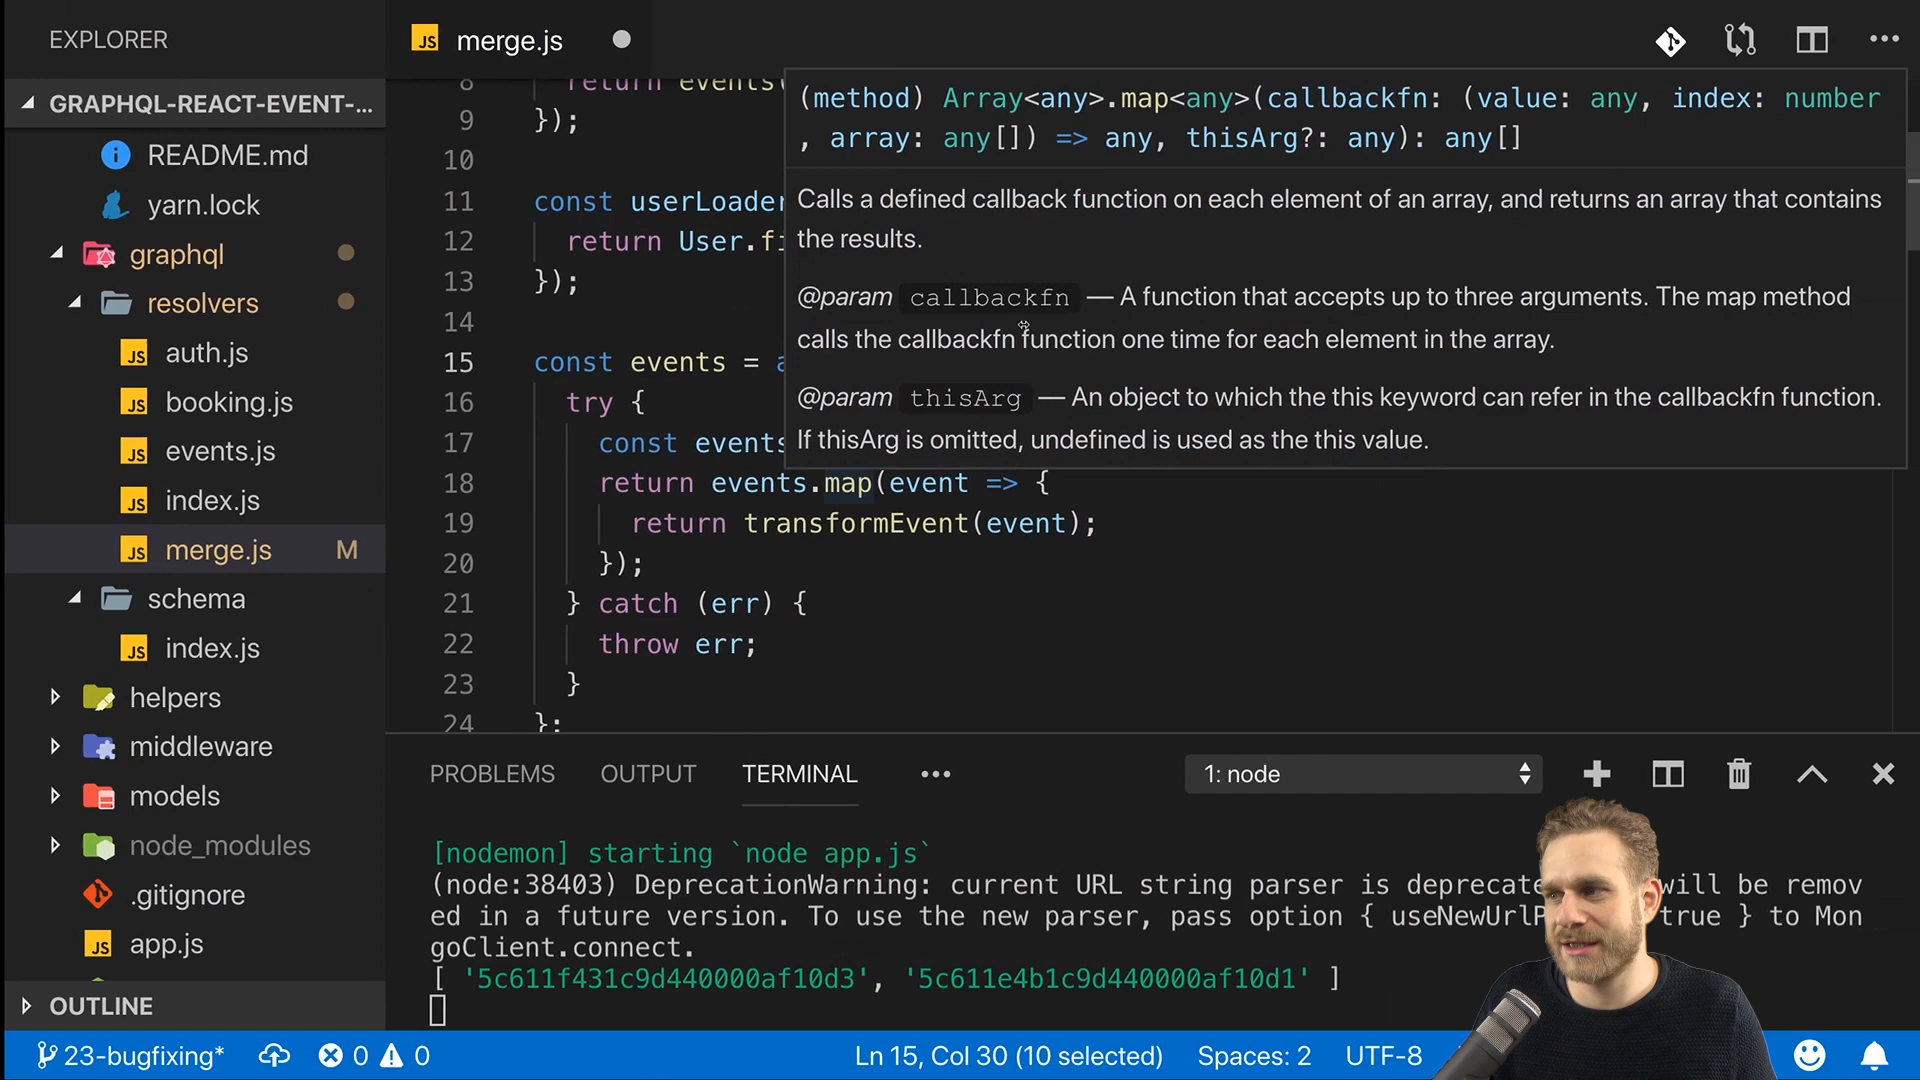 EXPLORER
GRAPHQL-REACT-EVENT-...
README.md
yarn.lock
graphql
resolvers
auth.js
booking.js
events.js
index.js
merge.js M
schema
index.js
helpers
middleware
models
node_modules
.gitignore
app.js
OUTLINE
JS merge.js
8 return events(
9 });
10
11 const userLoader
12 return User.fi
13 });
14
15 const events = a
16 try {
17 const events
18 return events.map(event => {
19 return transformEvent(event);
20 });
21 } catch (err) {
22 throw err;
23 }
24 };
(method) Array<any>.map<any>(callbackfn: (value: any, index: number
, array: any[]) => any, thisArg?: any): any[]
Calls a defined callback function on each element of an array, and returns an array that contains
the results.
@param callbackfn — A function that accepts up to three arguments. The map method
calls the callbackfn function one time for each element in the array.
@param thisArg — An object to which the this keyword can refer in the callbackfn function.
If thisArg is omitted, undefined is used as the this value.
PROBLEMS OUTPUT TERMINAL ••• 1: node
[nodemon] starting `node app.js`
(node:38403) DeprecationWarning: current URL string parser is deprecate will be remov
ed in a future version. To use the new parser, pass option { useNewUrlP true } to Mon
goClient.connect.
[ '5c611f431c9d440000af10d3', '5c611e4b1c9d440000af10d1' ]
23-bugfixing* 0 0 Ln 15, Col 30 (10 selected) Spaces: 2 UTF-8